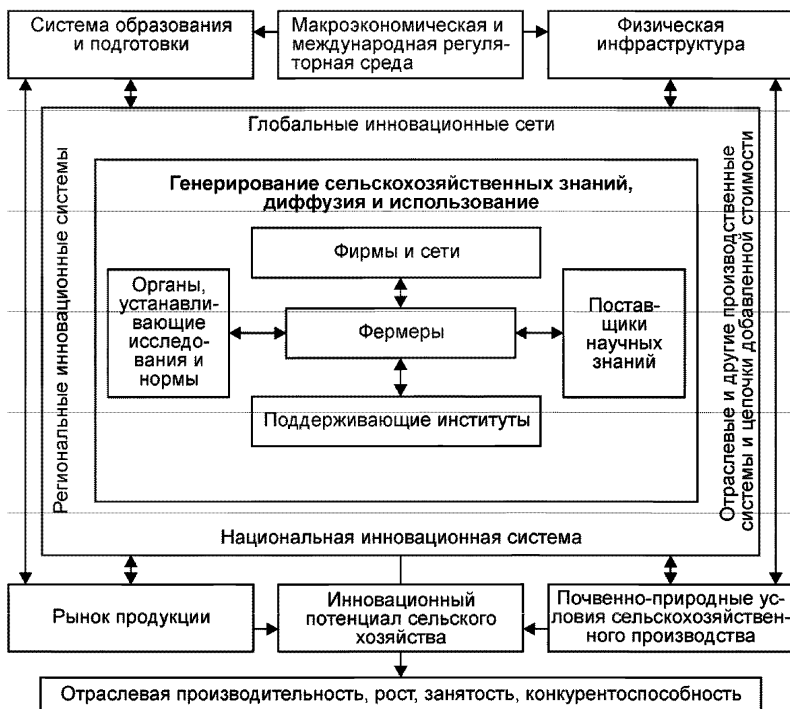 Система образования
и подготовки
Макроэкономическая и
международная регуля-
торная среда
Физическая
инфраструктура
Глобальные инновационные сети
Региональные инновационные системы
Отраслевые и другие производственные
системы и цепочки добавленной стоимости
Генерирование сельскохозяйственных знаний,
диффузия и использование
Фирмы и сети
Органы,
устанавли-
вающие
исследо-
вания и
нормы
Фермеры
Постав-
щики
научных
знаний
Поддерживающие институты
Национальная инновационная система
Рынок продукции
Инновационный
потенциал сельского
хозяйства
Почвенно-природные ус-
ловия сельскохозяйствен-
ного производства
Отраслевая производительность, рост, занятость, конкурентоспособность